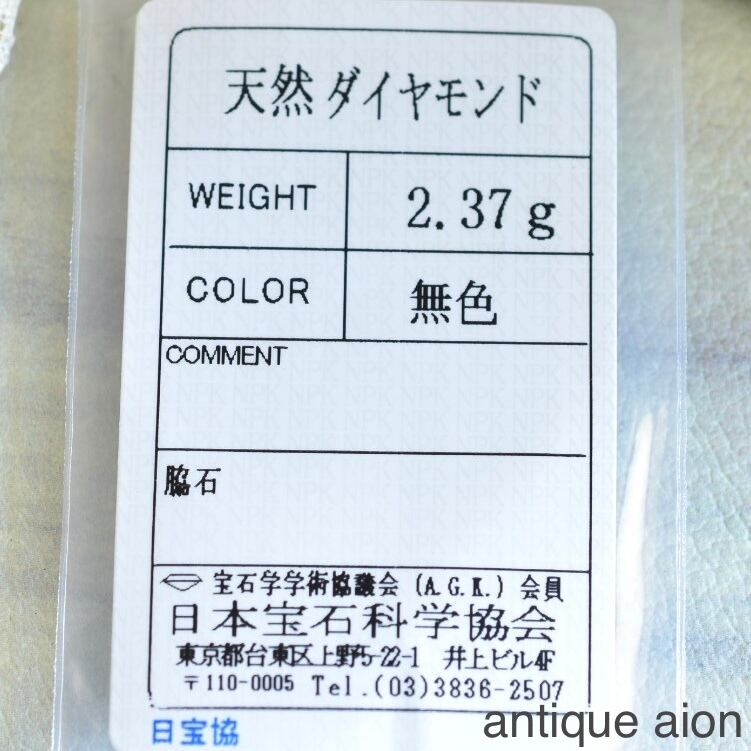 天然ダイヤモンド
WEIGHT 2.37g
COLOR 無色
COMMENT
脇石
宝石学学術協議会 (A.G.K.) 会員
日本宝石科学協会
東京都台東区上野5-22-1 井上ビル4F
〒110-0005 Tel.(03)3836-2507
日宝協
antique aion